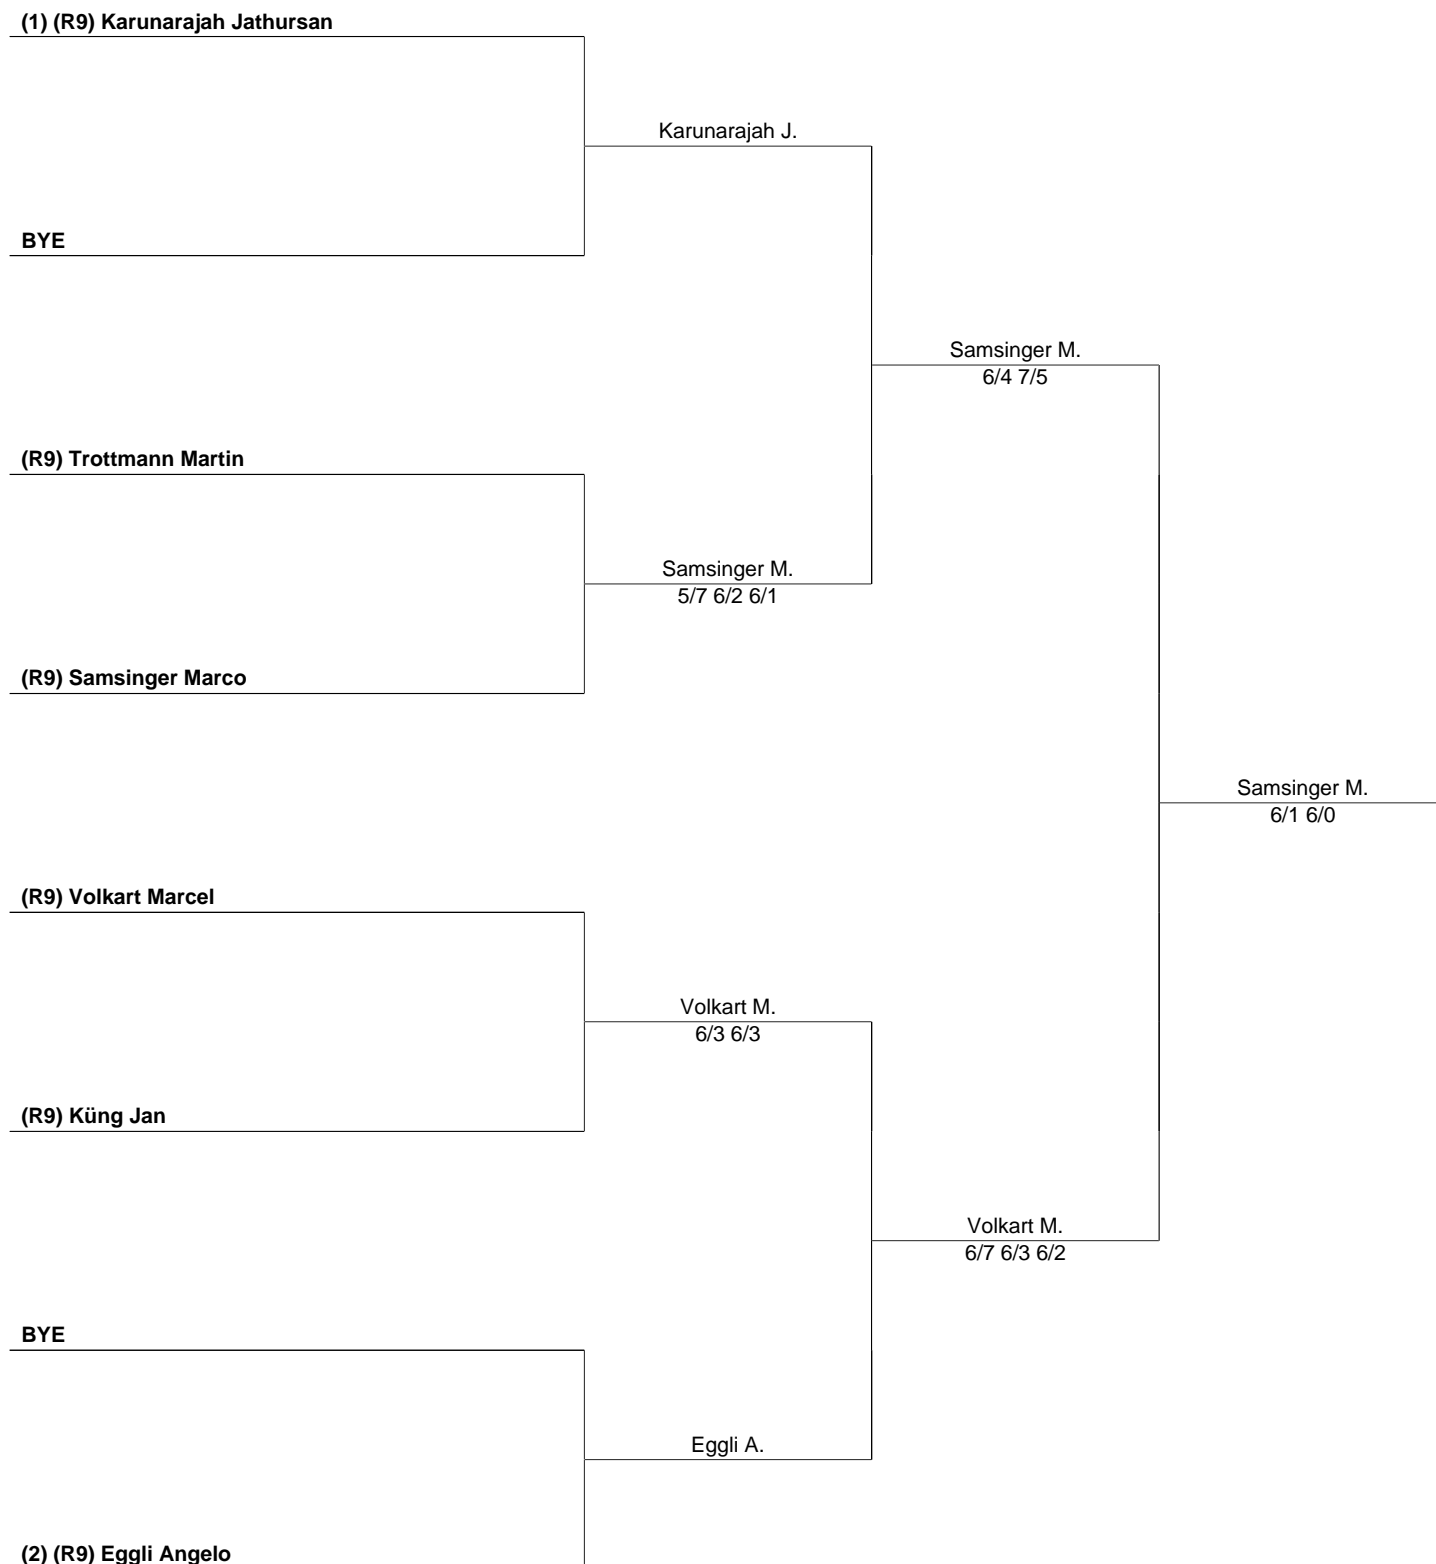 (1) (R9) Karunarajah Jathursan
Karunarajah J.
BYE
Samsinger M.
6/4 7/5
(R9) Trottmann Martin
Samsinger M.
5/7 6/2 6/1
(R9) Samsinger Marco
Samsinger M.
6/1 6/0
(R9) Volkart Marcel
Volkart M.
6/3 6/3
(R9) Küng Jan
Volkart M.
6/7 6/3 6/2
BYE
Eggli A.
(2) (R9) Eggli Angelo